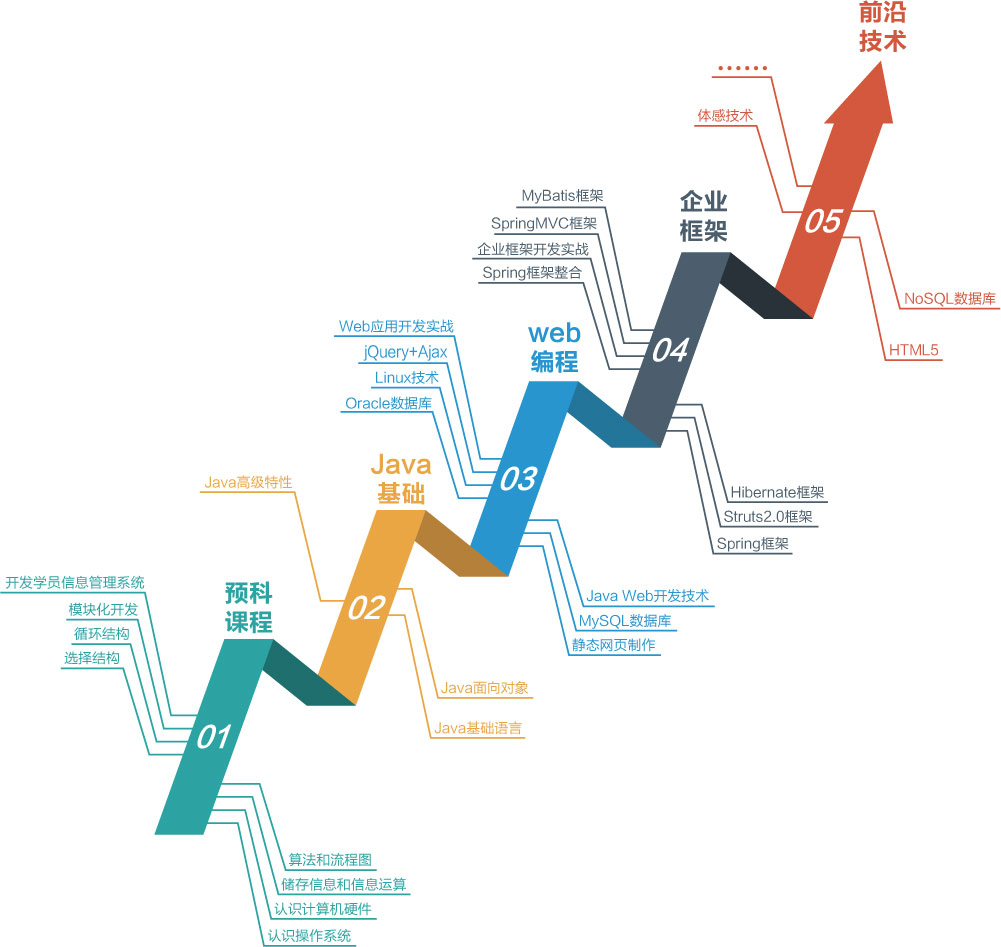 前沿
技术
••••••
体感技术
05
NoSQL数据库
HTML5
企业
框架
MyBatis框架
SpringMVC框架
企业框架开发实战
Spring框架整合
04
Hibernate框架
Struts2.0框架
Spring框架
web
编程
Web应用开发实战
jQuery+Ajax
Linux技术
Oracle数据库
03
Java Web开发技术
MySQL数据库
静态网页制作
Java
基础
Java高级特性
02
Java面向对象
Java基础语言
预科
课程
开发学员信息管理系统
模块化开发
循环结构
选择结构
01
算法和流程图
储存信息和信息运算
认识计算机硬件
认识操作系统